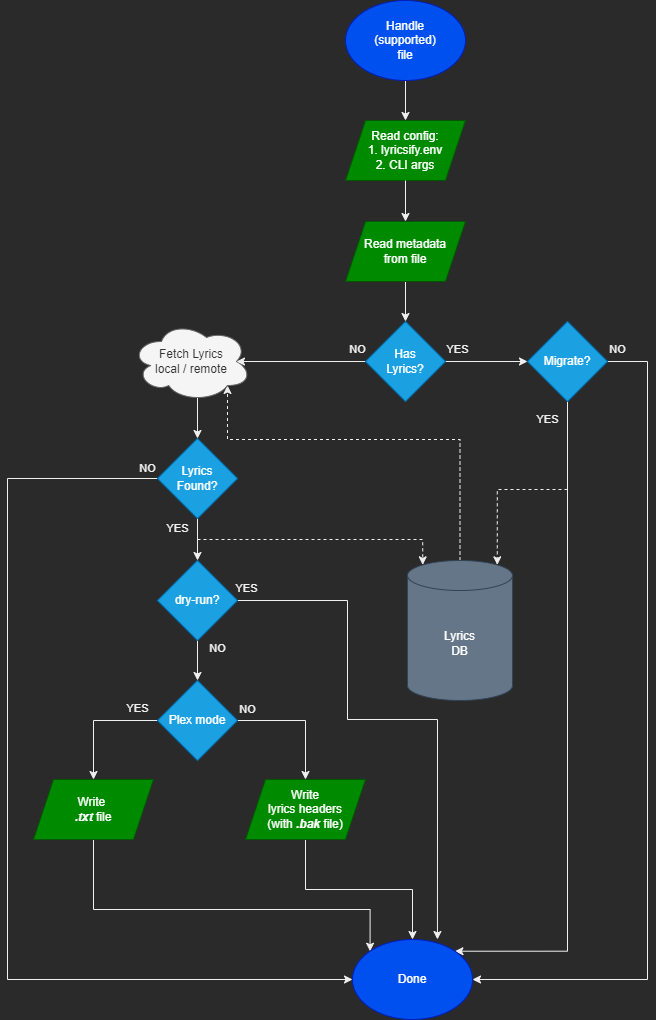 Handle
(supported)
file
Read config:
1. lyricsify.env
2. CLI args
Read metadata
from file
Has
Lyrics?
NO
YES
Migrate?
NO
YES
Fetch Lyrics
local / remote
Lyrics
Found?
NO
YES
dry-run?
YES
NO
Lyrics
DB
Plex mode
YES
NO
Write
.txt file
Write
lyrics headers
(with .bak file)
Done